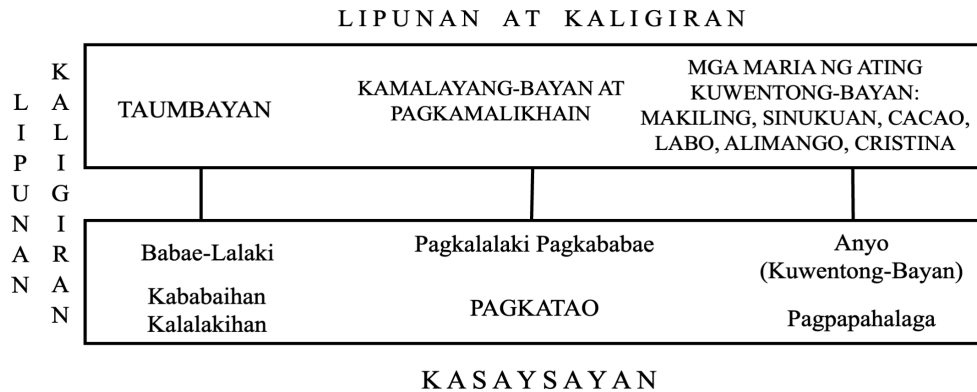 LIPUNAN AT KALIGIRAN
LIPUNAN
KALIGIRAN
TAUMBAYAN
KAMALAYANG-BAYAN AT
PAGKAMALIKHAIN
MGA MARIA NG ATING
KUWENTONG-BAYAN:
MAKILING, SINUKUAN, CACAO,
LABO, ALIMANGO, CRISTINA
Babae-Lalaki
Kababaihan
Kalalakihan
Pagkalalaki Pagkababae
PAGKATAO
Anyo
(Kuwentong-Bayan)
Pagpapahalaga
KASAYSAYAN